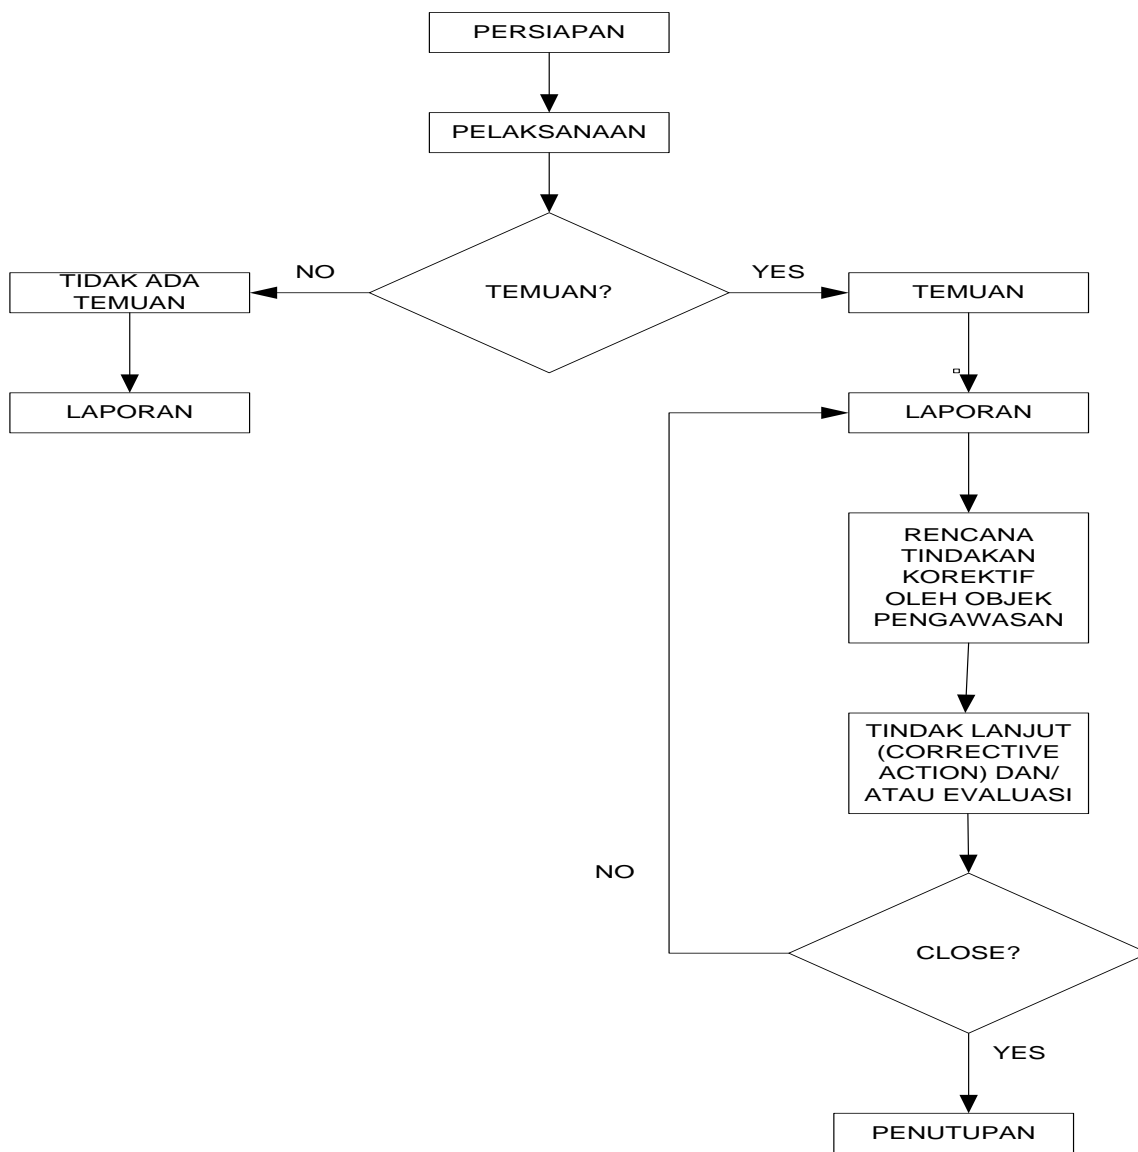 PERSIAPAN
PELAKSANAAN
TEMUAN?
NO
YES
TIDAK ADA
TEMUAN
LAPORAN
TEMUAN
LAPORAN
RENCANA
TINDAKAN
KOREKTIF
OLEH OBJEK
PENGAWASAN
TINDAK LANJUT
(CORRECTIVE
ACTION) DAN/
ATAU EVALUASI
NO
CLOSE?
YES
PENUTUPAN